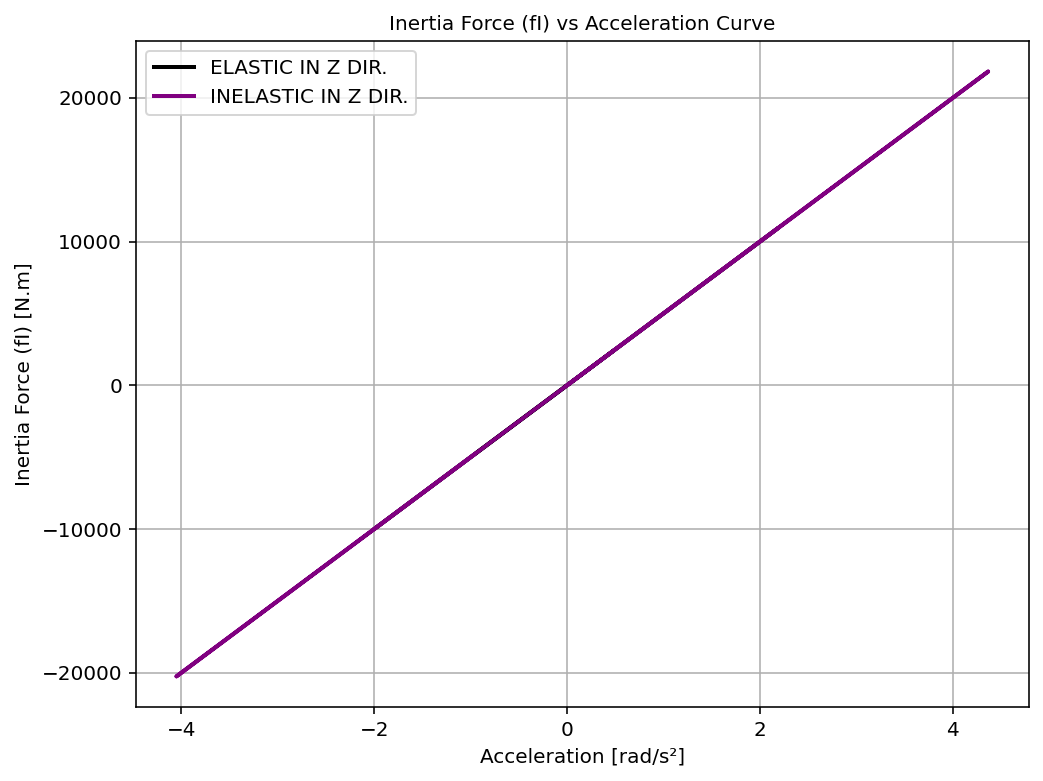 Inertia Force (fI) vs Acceleration Curve
ELASTIC IN Z DIR.
INELASTIC IN Z DIR.
20000
10000
0
−10000
−20000
Inertia Force (fI) [N.m]
−4
−2
0
2
4
Acceleration [rad/s²]